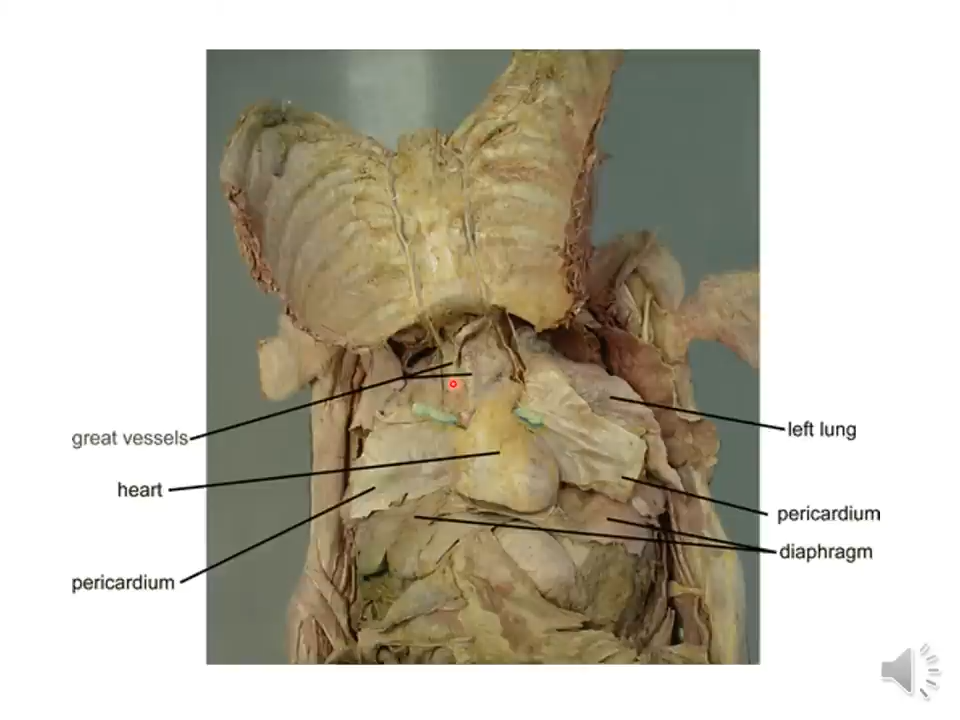 great vessels
left lung
heart
pericardium
diaphragm
pericardium